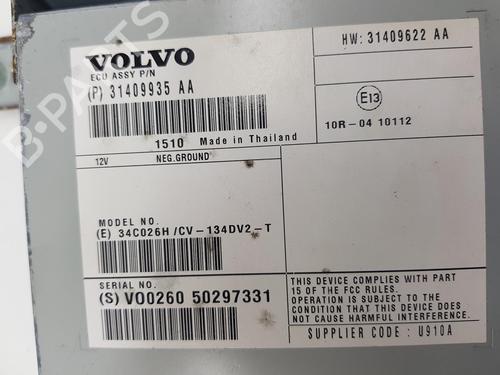 VOLVO
ECU ASSY P/N
(P) 31409935 AA
HW: 31409622 AA
E13
10R-04 10112
1510 Made in Thailand
12V NEG.GROUND
MODEL NO.
(E) 34C026H/CV-134DV2-T
SERIAL NO.
(S) VO0260 50297331
THIS DEVICE COMPLIES WITH PART
15 OF THE FCC RULES.
OPERATION IS SUBJECT TO THE
CONDITION THAT THIS DEVICE DOES
NOT CAUSE HARMFUL INTERFERENCE.
SUPPLIER CODE : U910A
B-PARTS